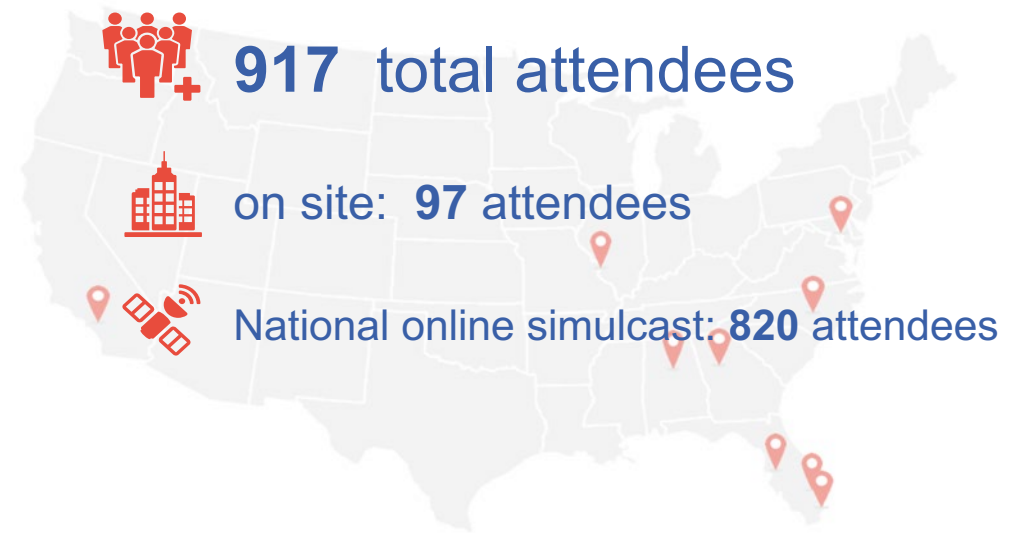 917 total attendees
on site: 97 attendees
National online simulcast: 820 attendees